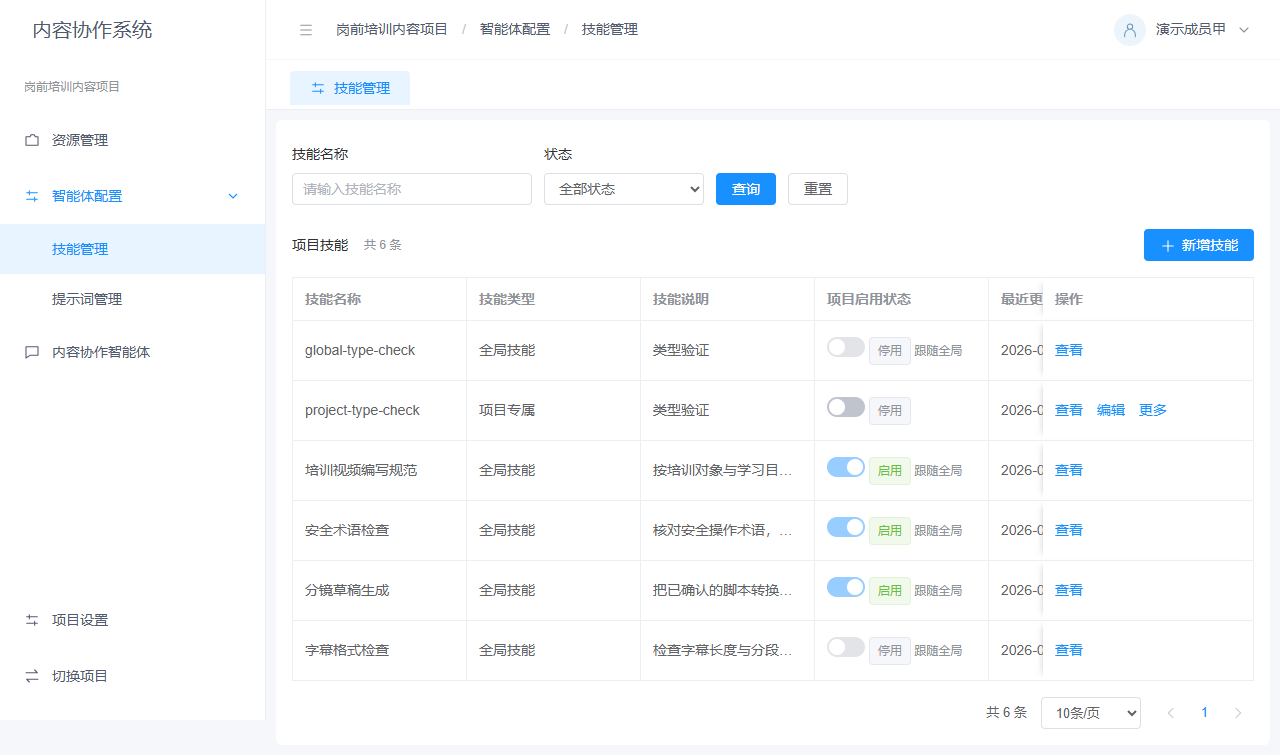 内容协作系统
岗前培训内容项目 / 智能体配置 / 技能管理
演示成员甲
岗前培训内容项目
资源管理
智能体配置
技能管理
提示词管理
内容协作智能体
项目设置
切换项目
技能管理
技能名称 状态
请输入技能名称 全部状态 查询 重置
项目技能 共 6 条 新增技能
技能名称 技能类型 技能说明 项目启用状态 最近更 操作
global-type-check 全局技能 类型验证 停用 跟随全局 2026-0 查看
project-type-check 项目专属 类型验证 停用 2026-0 查看 编辑 更多
培训视频编写规范 全局技能 按培训对象与学习目... 启用 跟随全局 2026-0 查看
安全术语检查 全局技能 核对安全操作术语，... 启用 跟随全局 2026-0 查看
分镜草稿生成 全局技能 把已确认的脚本转换... 启用 跟随全局 2026-0 查看
字幕格式检查 全局技能 检查字幕长度与分段... 停用 跟随全局 2026-0 查看
共 6 条 10条/页 1